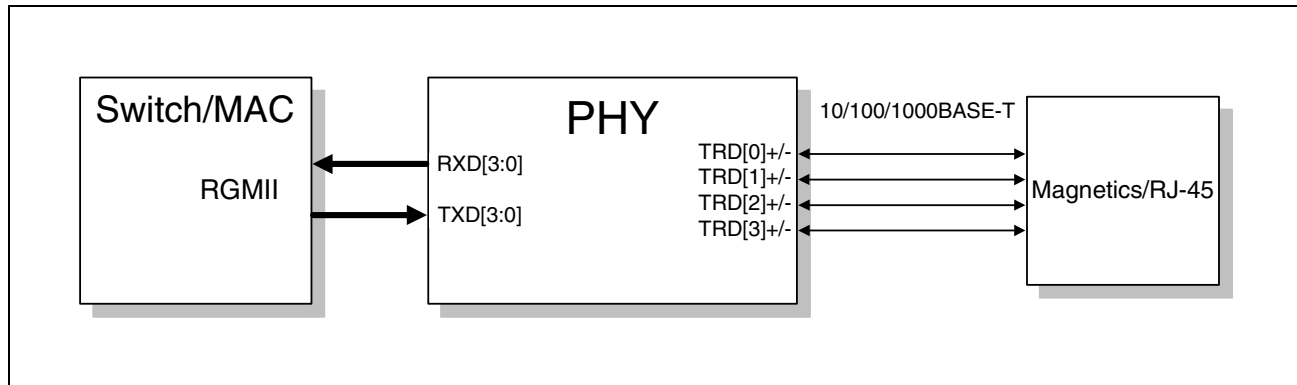 Switch/MAC
RGMII
PHY
RXD[3:0]
TXD[3:0]
TRD[0]+/-
TRD[1]+/-
TRD[2]+/-
TRD[3]+/-
10/100/1000BASE-T
Magnetics/RJ-45